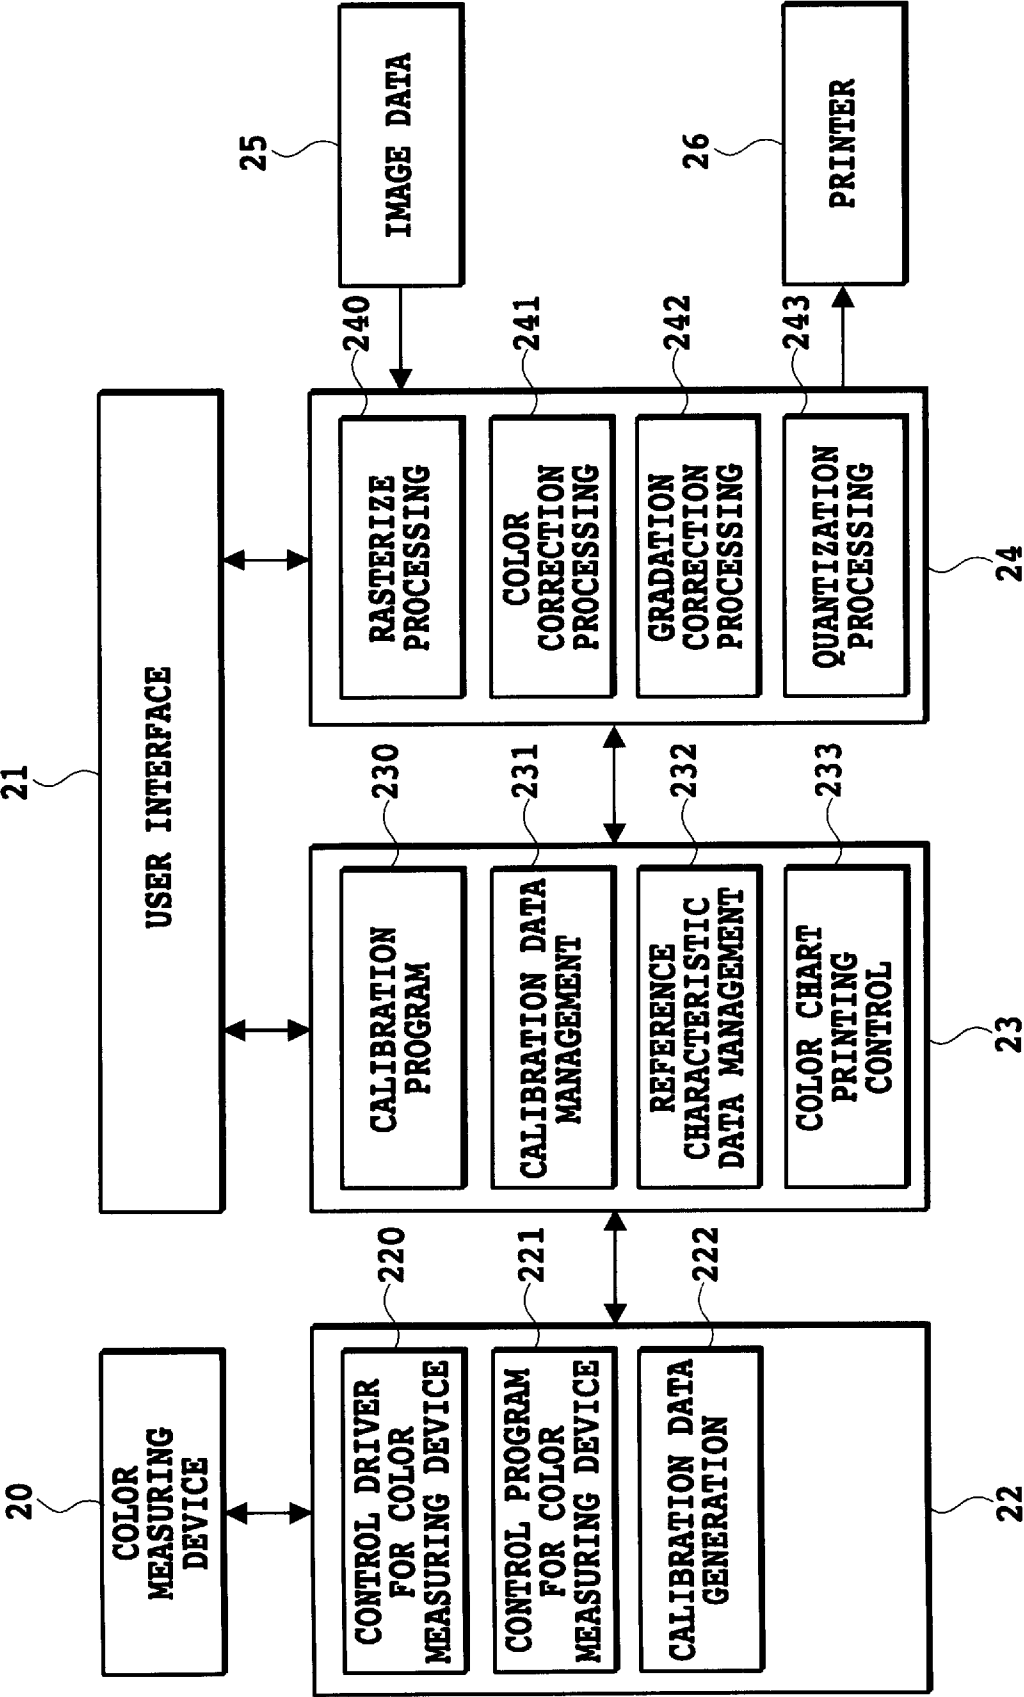 20
COLOR
MEASURING
DEVICE
21
USER INTERFACE
22
220
CONTROL DRIVER
FOR COLOR
MEASURING DEVICE
221
CONTROL PROGRAM
FOR COLOR
MEASURING DEVICE
222
CALIBRATION DATA
GENERATION
23
230
CALIBRATION
PROGRAM
231
CALIBRATION DATA
MANAGEMENT
232
REFERENCE
CHARACTERISTIC
DATA MANAGEMENT
233
COLOR CHART
PRINTING
CONTROL
24
240
RASTERIZE
PROCESSING
241
COLOR
CORRECTION
PROCESSING
242
GRADATION
CORRECTION
PROCESSING
243
QUANTIZATION
PROCESSING
25
IMAGE DATA
26
PRINTER